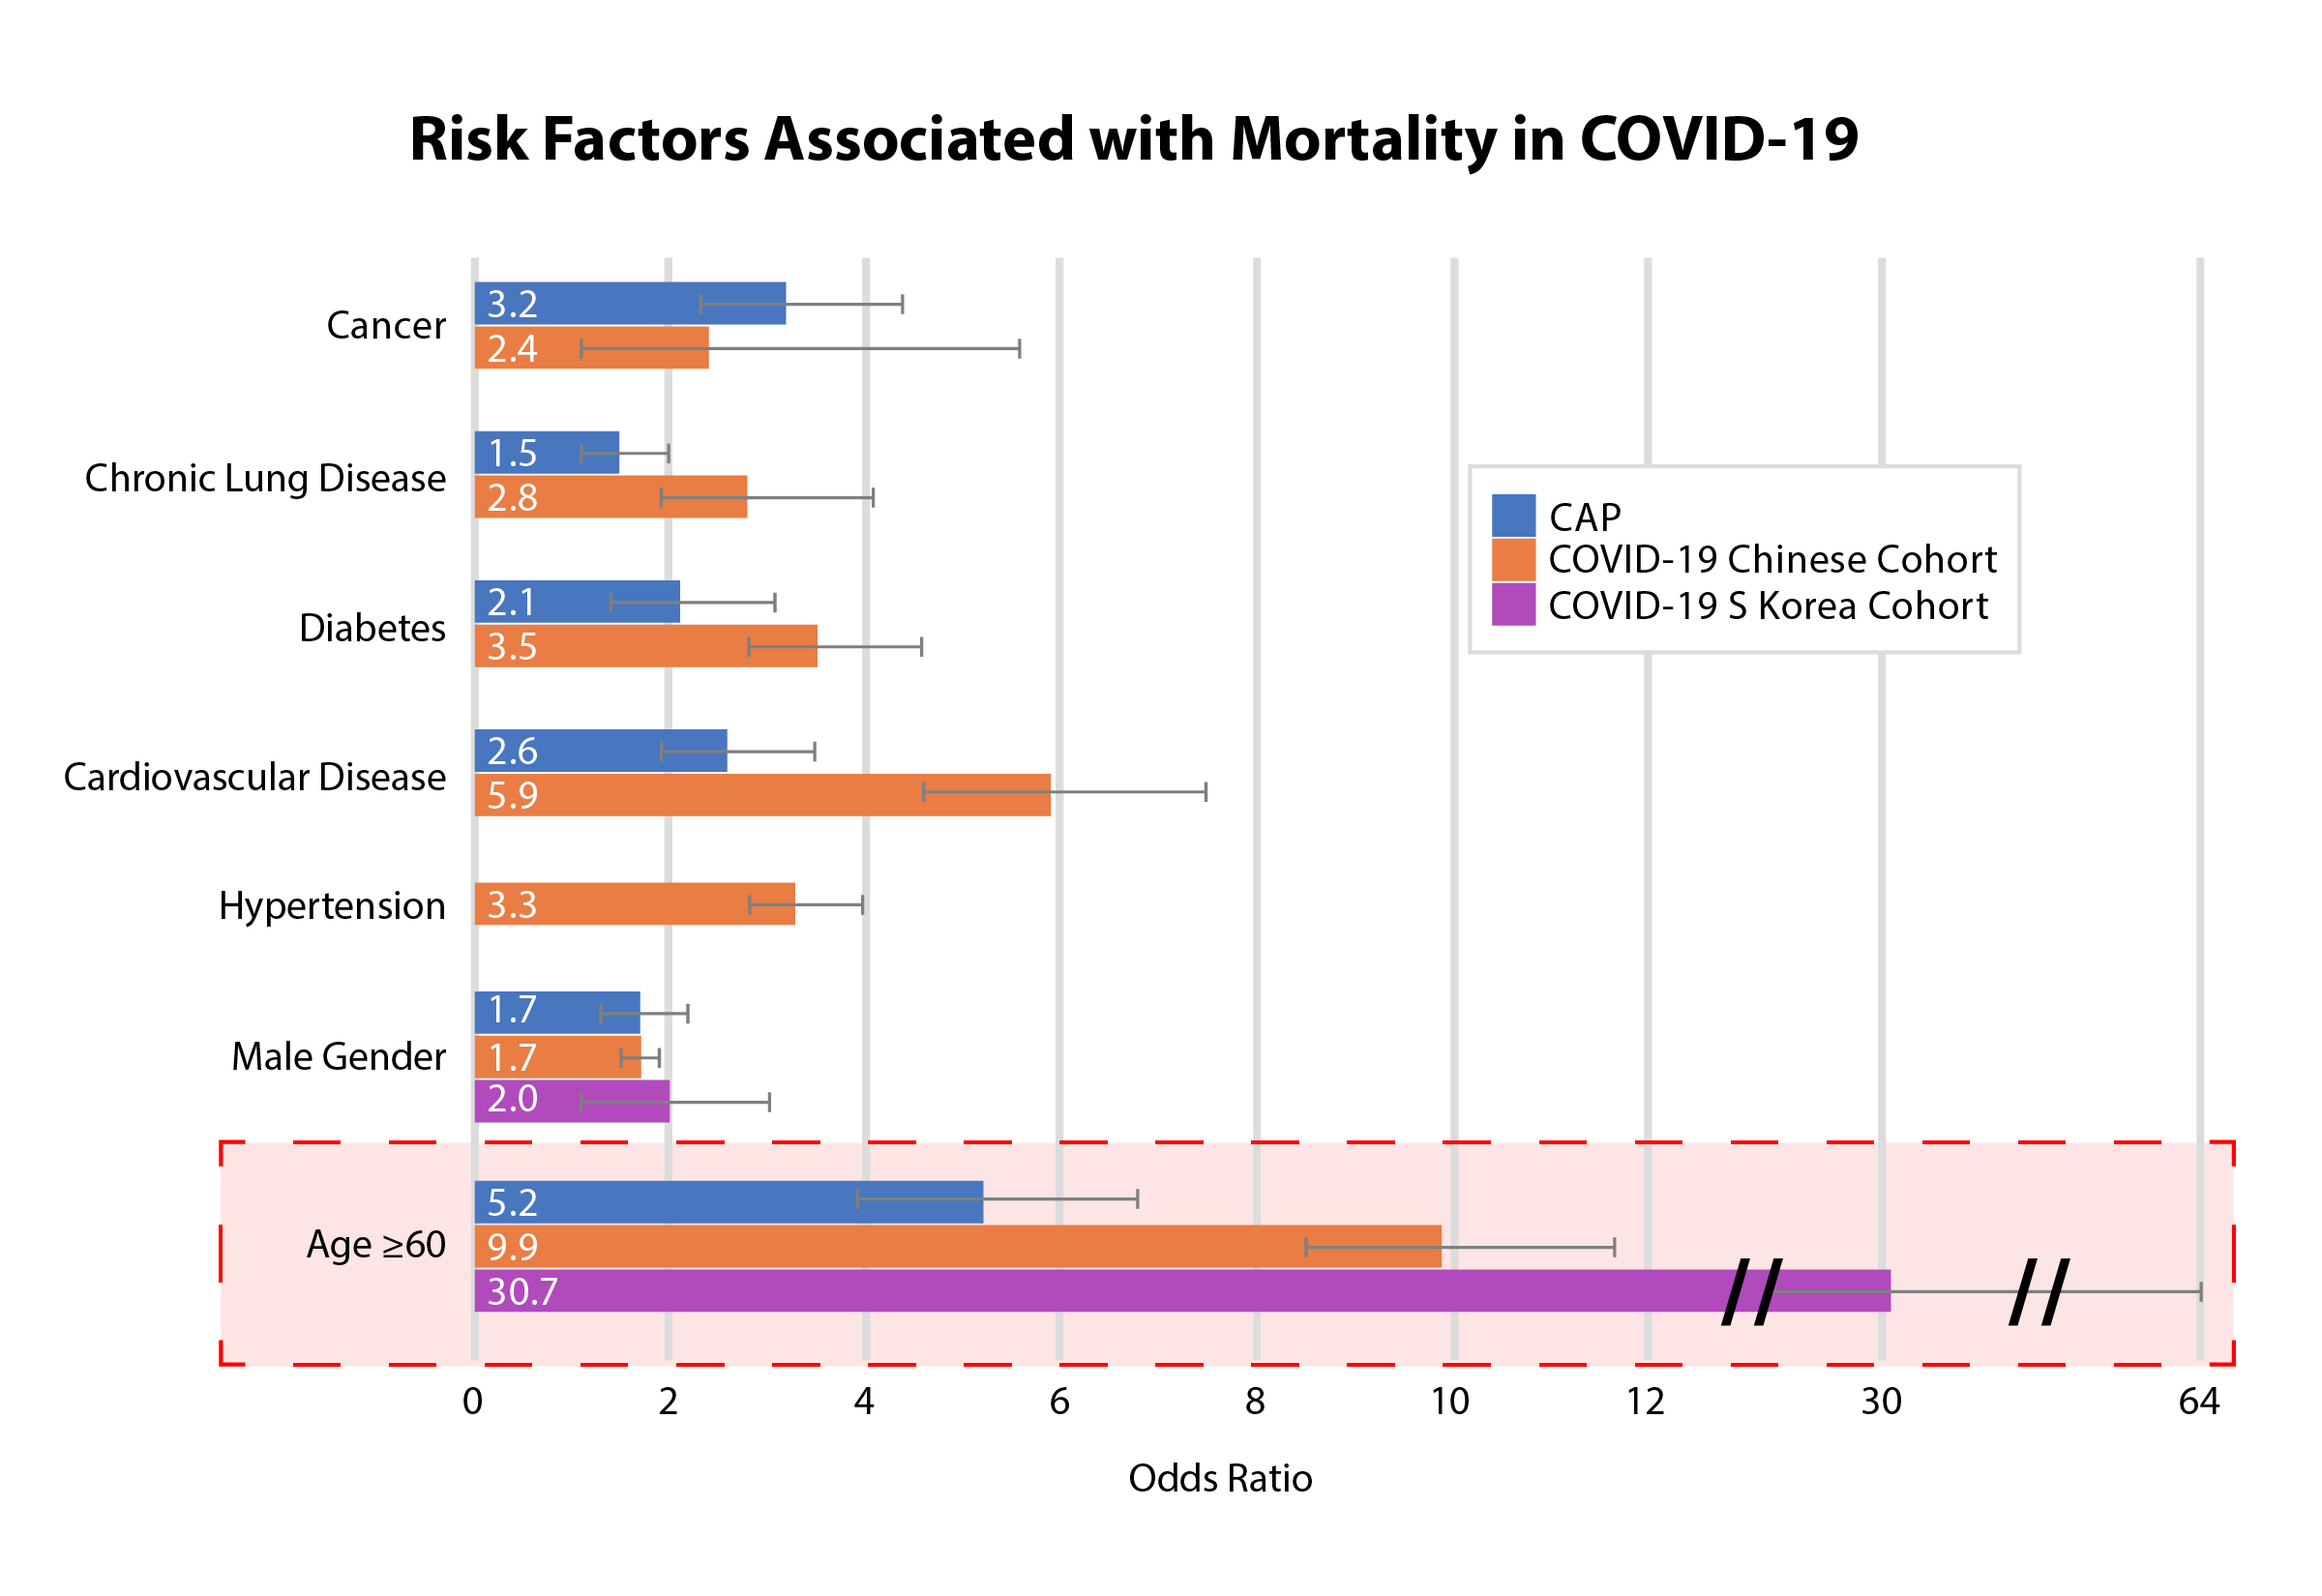 Risk Factors Associated with Mortality in COVID-19
Cancer
3.2
2.4
Chronic Lung Disease
1.5
2.8
CAP
COVID-19 Chinese Cohort
COVID-19 S Korea Cohort
Diabetes
2.1
3.5
Cardiovascular Disease
2.6
5.9
Hypertension
3.3
Male Gender
1.7
1.7
2.0
Age ≥60
5.2
9.9
30.7
0 2 4 6 8 10 12 30 64
Odds Ratio